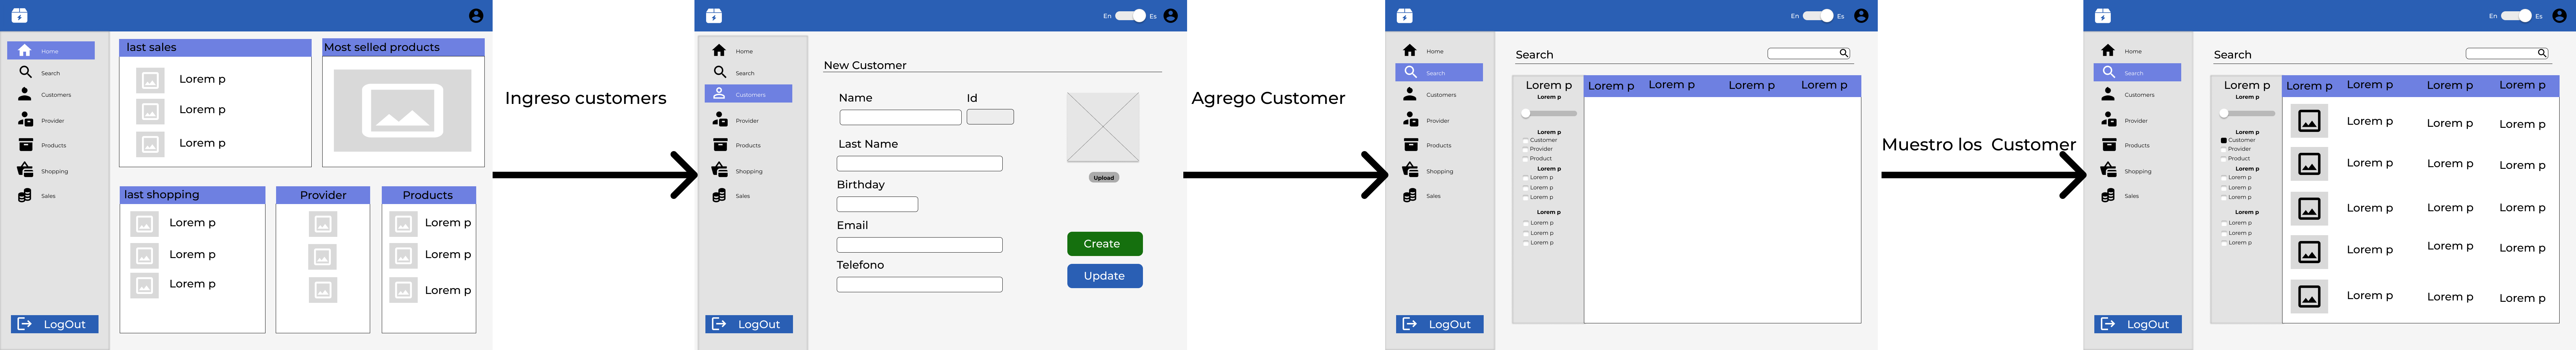 Home
Search
Customers
Provider
Products
Shopping
Sales
LogOut
last sales
Lorem p
Lorem p
Lorem p
Most selled products
last shopping
Lorem p
Lorem p
Lorem p
Provider
Products
Lorem p
Lorem p
Lorem p
Ingreso customers
En Es
Home
Search
Customers
Provider
Products
Shopping
Sales
LogOut
New Customer
Name Id
Last Name
Birthday
Email
Telefono
Upload
Create
Update
Agrego Customer
En Es
Home
Search
Customers
Provider
Products
Shopping
Sales
LogOut
Search
Lorem p
Lorem p
Lorem p
Customer
Provider
Product
Lorem p
Lorem p
Lorem p
Lorem p
Lorem p
Lorem p
Lorem p
Lorem p
Lorem p Lorem p Lorem p Lorem p
Muestro los Customer
En Es
Home
Search
Customers
Provider
Products
Shopping
Sales
LogOut
Search
Lorem p
Lorem p
Lorem p
Customer
Provider
Product
Lorem p
Lorem p
Lorem p
Lorem p
Lorem p
Lorem p
Lorem p
Lorem p
Lorem p Lorem p Lorem p Lorem p
Lorem p Lorem p Lorem p
Lorem p Lorem p Lorem p
Lorem p Lorem p Lorem p
Lorem p Lorem p Lorem p
Lorem p Lorem p Lorem p